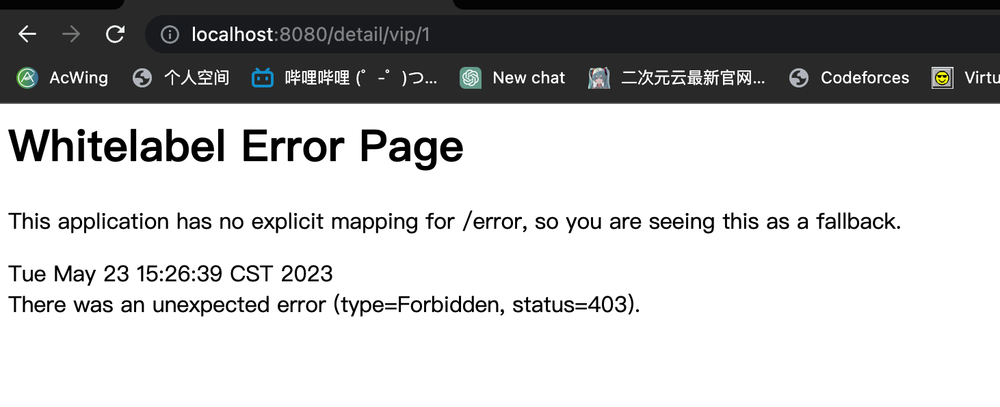 localhost:8080/detail/vip/1
AcWing 个人空间 哔哩哔哩 (゜-゜)つ... New chat 二次元云最新官网... Codeforces Virtu
Whitelabel Error Page
This application has no explicit mapping for /error, so you are seeing this as a fallback.
Tue May 23 15:26:39 CST 2023
There was an unexpected error (type=Forbidden, status=403).